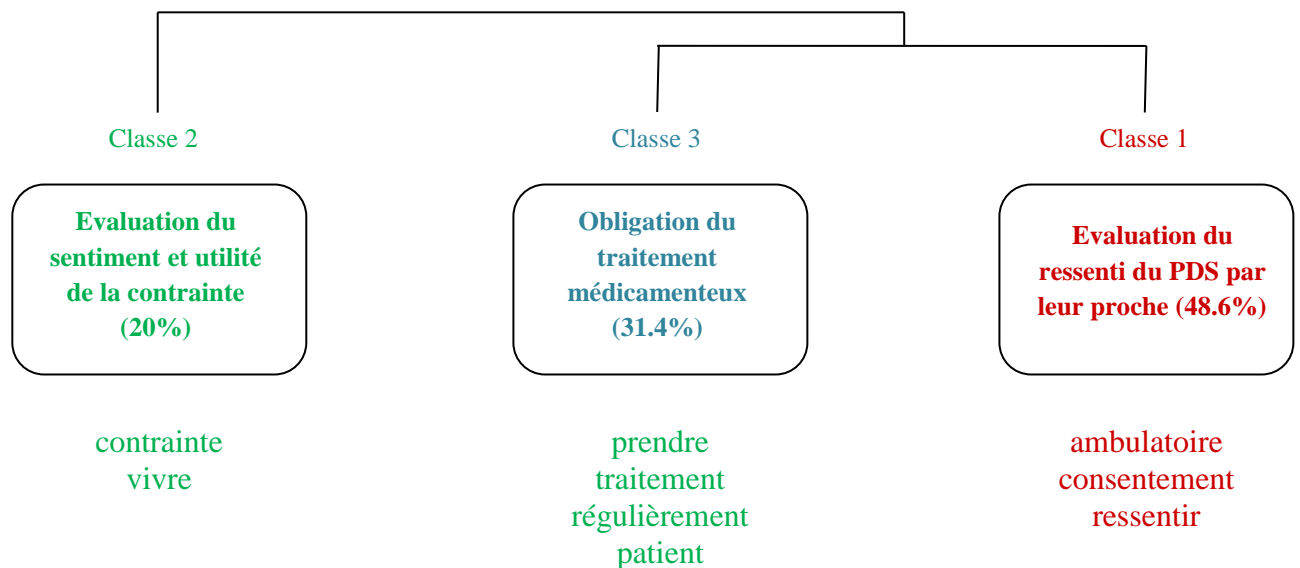 Classe 2
Classe 3
Classe 1
Evaluation du
sentiment et utilité
de la contrainte
(20%)
Obligation du
traitement
médicamenteux
(31.4%)
Evaluation du
ressenti du PDS par
leur proche (48.6%)
contrainte
vivre
prendre
traitement
régulièrement
patient
ambulatoire
consentement
ressentir